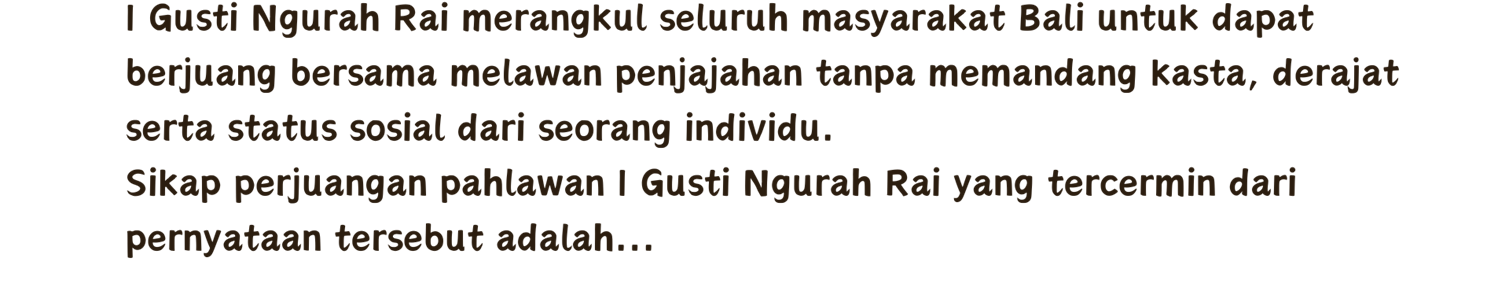 I Gusti Ngurah Rai merangkul seluruh masyarakat Bali untuk dapat
berjuang bersama melawan penjajahan tanpa memandang kasta, derajat
serta status sosial dari seorang individu.
Sikap perjuangan pahlawan I Gusti Ngurah Rai yang tercermin dari
pernyataan tersebut adalah...